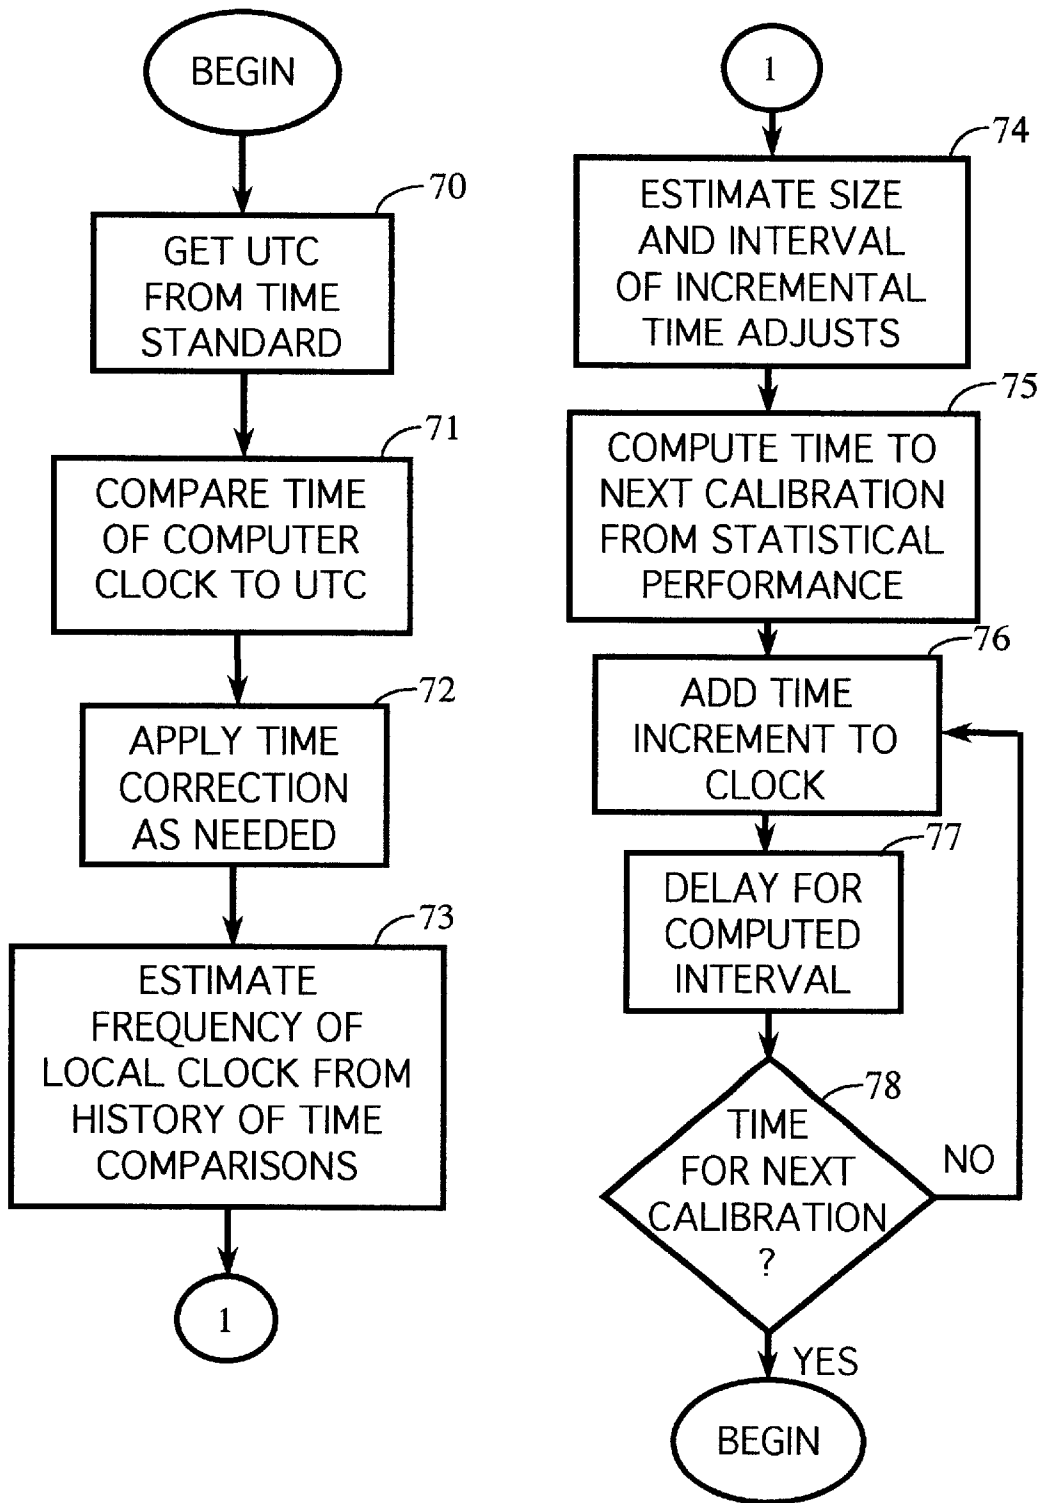 BEGIN
70
GET UTC
FROM TIME
STANDARD
71
COMPARE TIME
OF COMPUTER
CLOCK TO UTC
72
APPLY TIME
CORRECTION
AS NEEDED
73
ESTIMATE
FREQUENCY OF
LOCAL CLOCK FROM
HISTORY OF TIME
COMPARISONS
1
1
74
ESTIMATE SIZE
AND INTERVAL
OF INCREMENTAL
TIME ADJUSTS
75
COMPUTE TIME TO
NEXT CALIBRATION
FROM STATISTICAL
PERFORMANCE
76
ADD TIME
INCREMENT TO
CLOCK
77
DELAY FOR
COMPUTED
INTERVAL
78
TIME
FOR NEXT
CALIBRATION
?
NO
YES
BEGIN